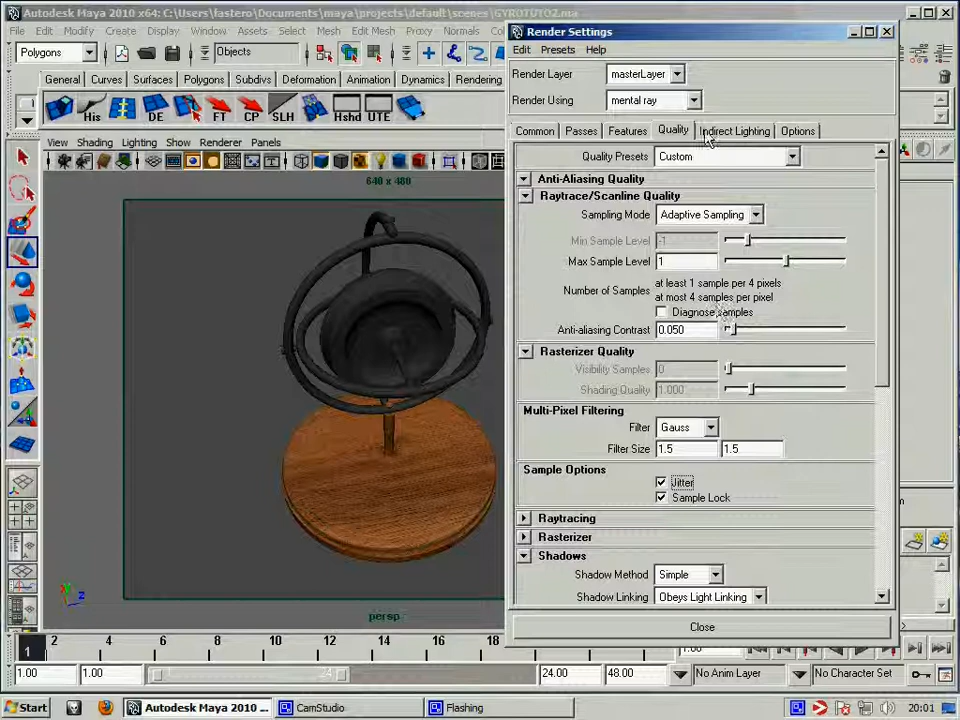 Autodesk Maya 2010 x64: C:\Users\fastero\Documents\maya\projects\default\scenes\GYROTUTOZ.ma
File Edit Modify Create Display Window Assets Select Mesh Edit Mesh Proxy Normals
Polygons
Objects
General Curves Surfaces Polygons Subdivs Deformation Animation Dynamics Rendering
His DE FT CP SLH Hshd UTE
View Shading Lighting Show Renderer Panels
640 x 480
persp
y
z
Render Settings
Edit Presets Help
Render Layer masterLayer
Render Using mental ray
Common Passes Features Quality Indirect Lighting Options
Quality Presets Custom
Anti-Aliasing Quality
Raytrace/Scanline Quality
Sampling Mode Adaptive Sampling
Min Sample Level -1
Max Sample Level 1
Number of Samples at least 1 sample per 4 pixels
at most 4 samples per pixel
Diagnose samples
Anti-aliasing Contrast 0.050
Rasterizer Quality
Visibility Samples 0
Shading Quality 1.000
Multi-Pixel Filtering
Filter Gauss
Filter Size 1.5 1.5
Sample Options
Jitter
Sample Lock
Raytracing
Rasterizer
Shadows
Shadow Method Simple
Shadow Linking Obeys Light Linking
Close
1 2 4 6 8 10 12 14 16 18 1.00
1.00 1.00 24.00 48.00 No Anim Layer No Character Set
Start Autodesk Maya 2010 ... CamStudio Flashing 20:01